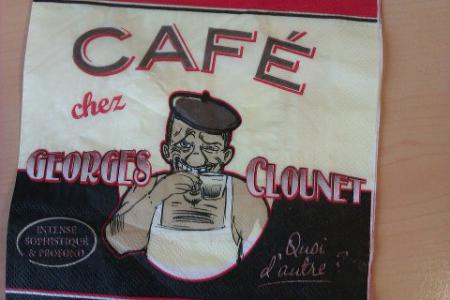 CAFÉ
chez
GEORGES CLOUNET
INTENSE
SOPHISTIQUÉ
& PROFOND
Quoi
d'autre ?